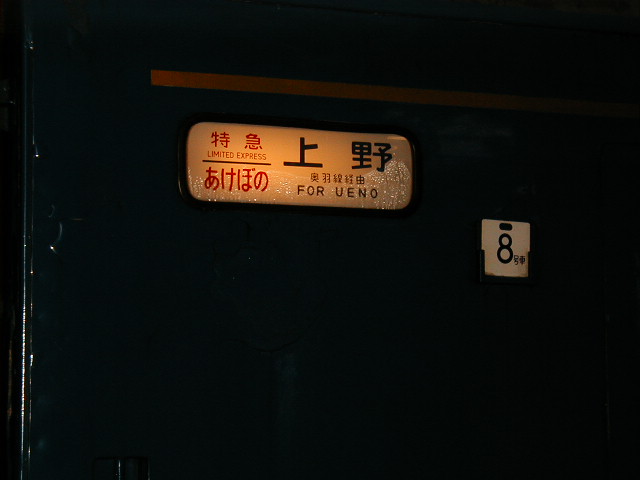 特急
LIMITED EXPRESS
あけぼの
上野
奥羽線経由
FOR UENO
8号車